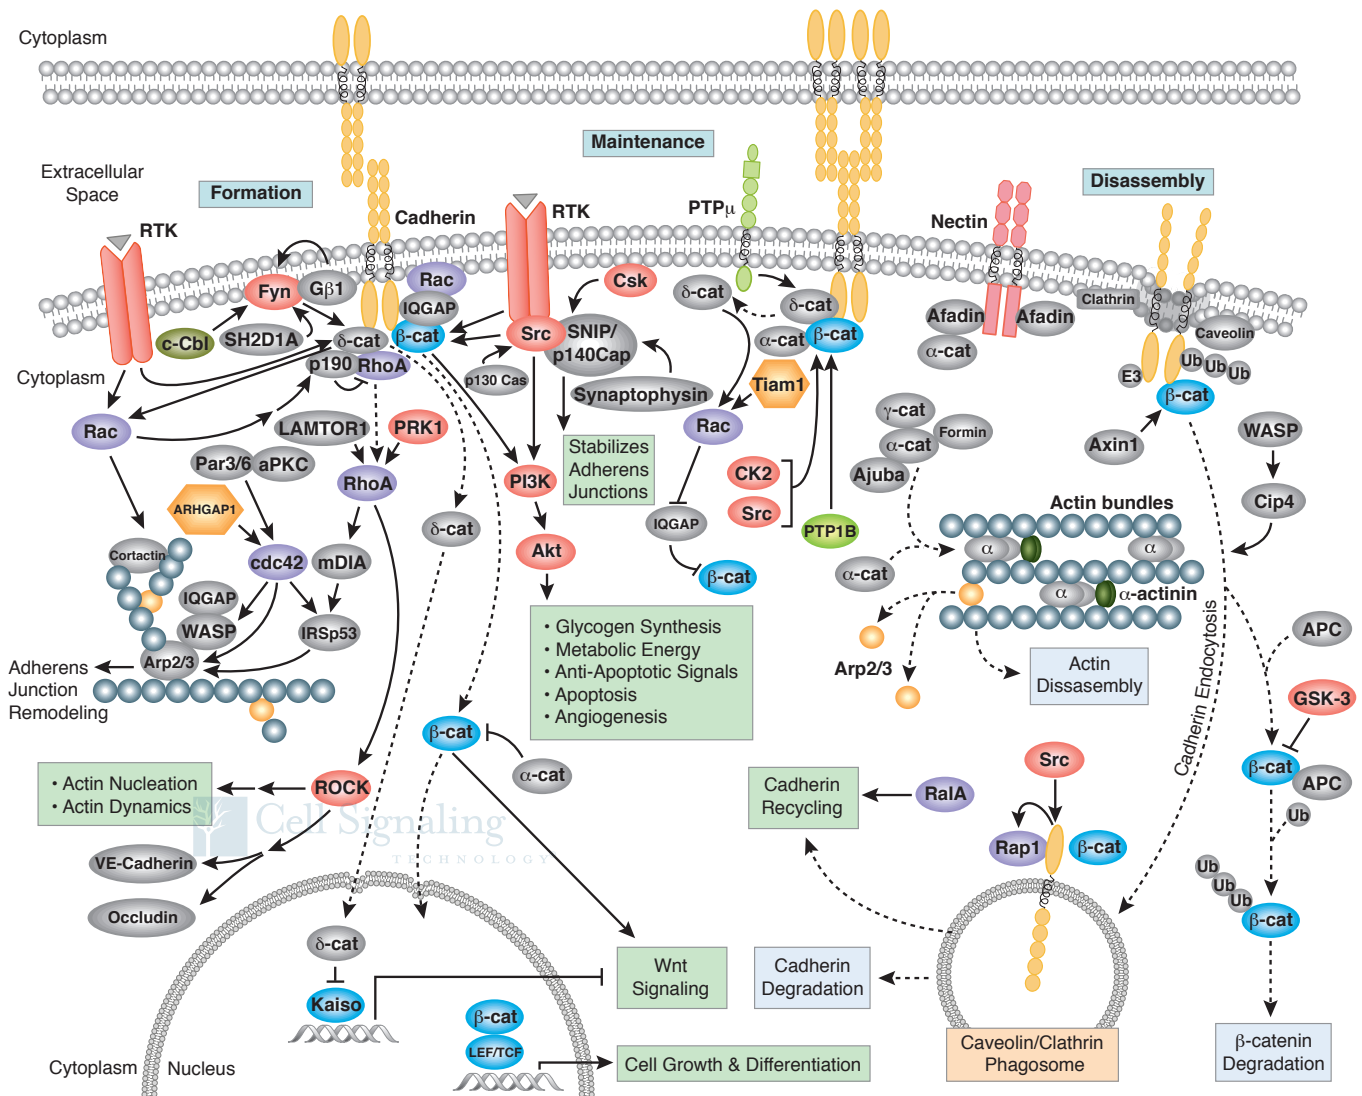 Cytoplasm
Extracellular
Space
Formation
Maintenance
Disassembly
RTK
Cadherin
RTK
PTPμ
Nectin
Fyn
Gβ1
Rac
IQGAP
β-cat
c-Cbl
SH2D1A
δ-cat
p190
RhoA
Src
Csk
SNIP/
p140Cap
p130 Cas
Synaptophysin
δ-cat
δ-cat
α-cat
β-cat
Tiam1
Rac
Afadin
Afadin
α-cat
Clathrin
Caveolin
E3
Ub
Ub
Ub
β-cat
Axin1
Cytoplasm
Rac
LAMTOR1
PRK1
Par3/6
aPKC
RhoA
ARHGAP1
Cortactin
cdc42
mDIA
IQGAP
WASP
IRSp53
Arp2/3
Adherens
Junction
Remodeling
δ-cat
PI3K
Akt
Stabilizes
Adherens
Junctions
CK2
Src
IQGAP
β-cat
PTP1B
γ-cat
α-cat
Formin
Ajuba
α-cat
Actin bundles
α
α
α
α-actinin
Arp2/3
Actin
Dissasembly
WASP
Cip4
APC
GSK-3
β-cat
APC
Ub
Cadherin Endocytosis
• Glycogen Synthesis
• Metabolic Energy
• Anti-Apoptotic Signals
• Apoptosis
• Angiogenesis
β-cat
α-cat
• Actin Nucleation
• Actin Dynamics
ROCK
Cell Signaling
TECHNOLOGY
VE-Cadherin
Occludin
Cadherin
Recycling
RalA
Src
Rap1
β-cat
Ub
Ub
Ub
β-cat
δ-cat
Kaiso
Wnt
Signaling
Cadherin
Degradation
β-cat
LEF/TCF
Cell Growth & Differentiation
Caveolin/Clathrin
Phagosome
β-catenin
Degradation
Cytoplasm
Nucleus